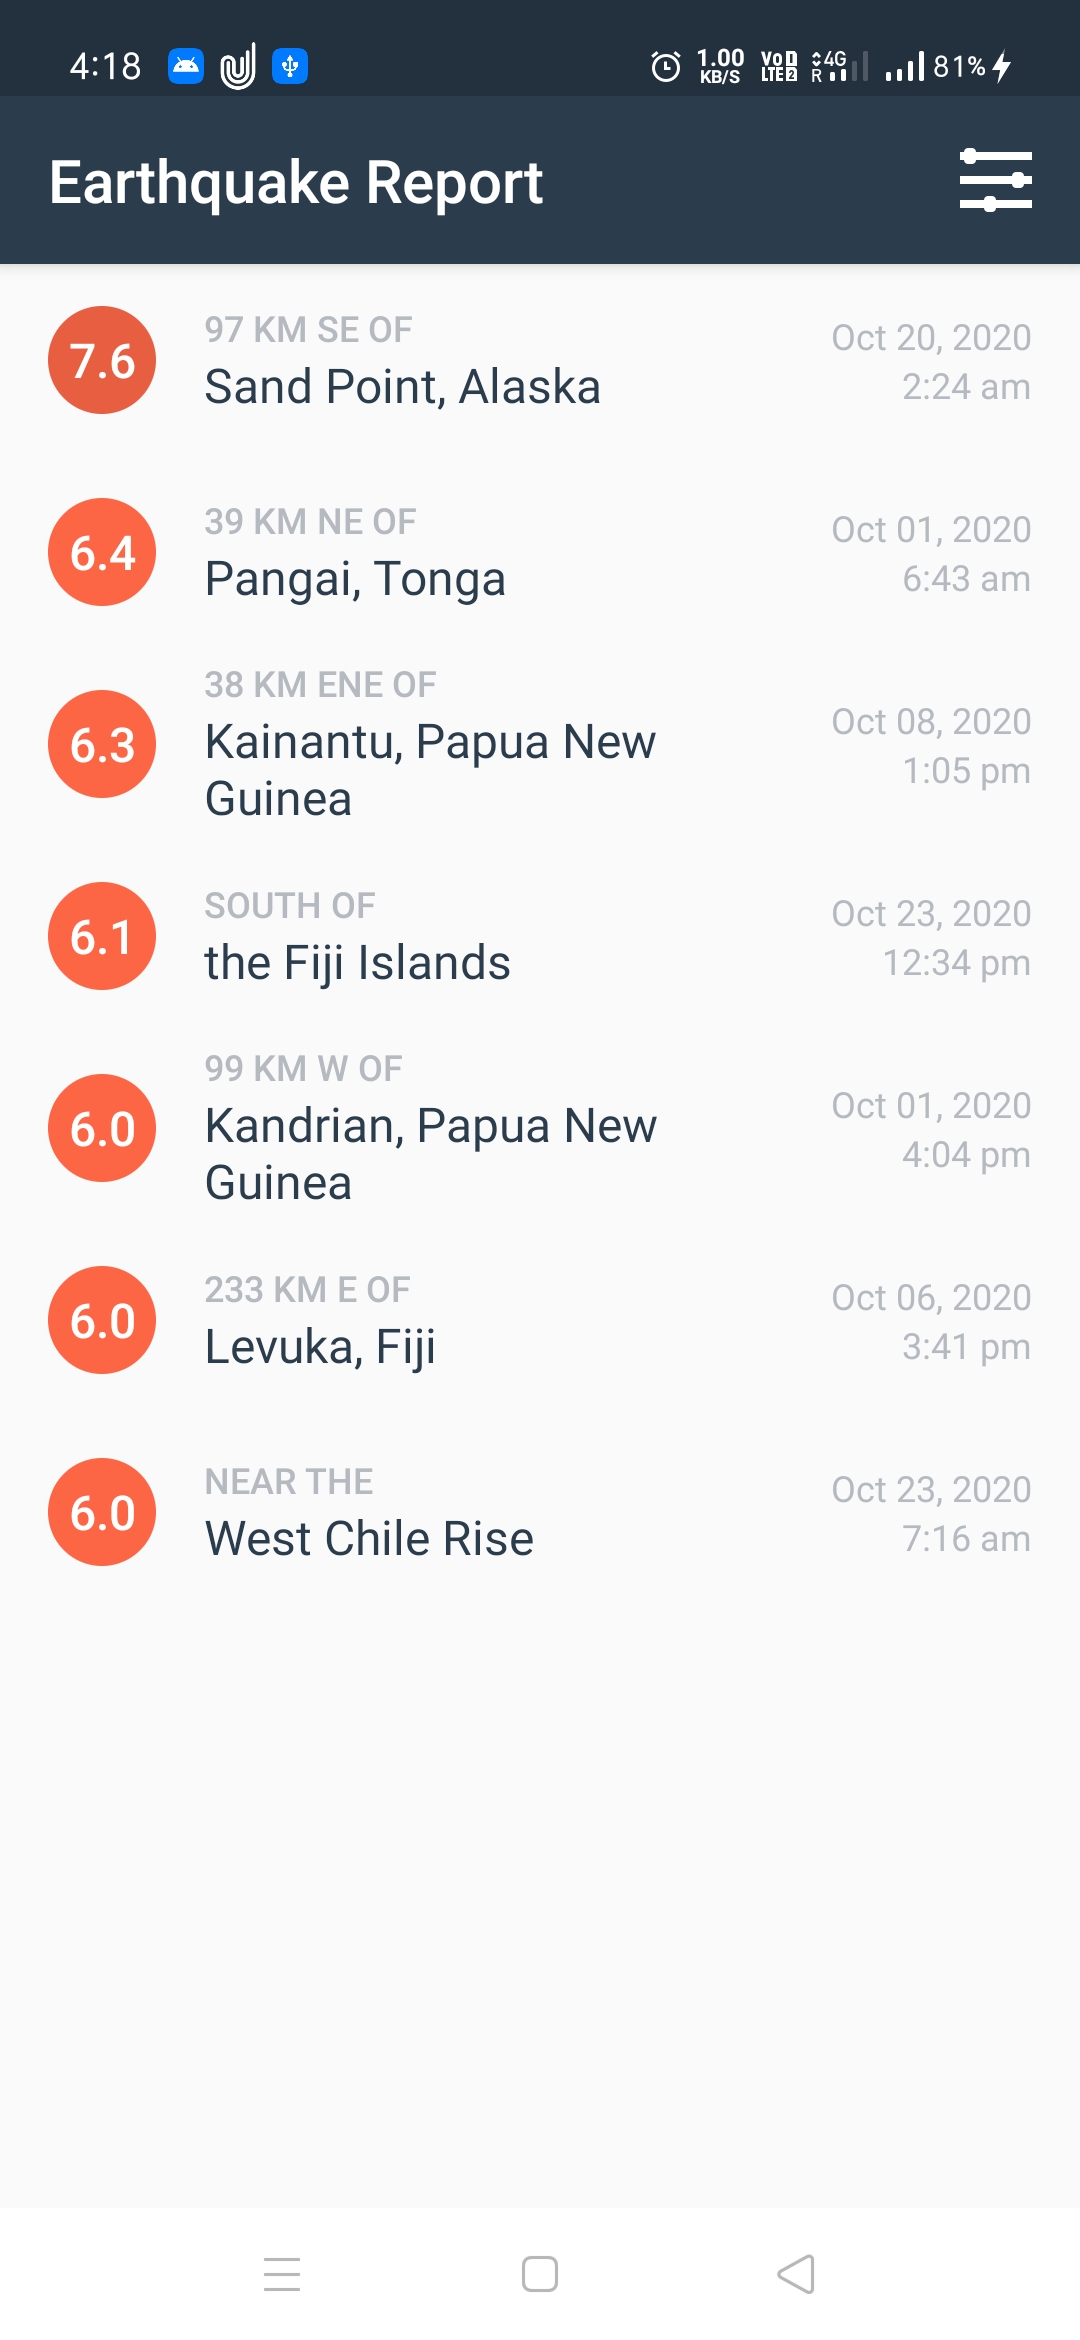 4:18
1.00 KB/S
VoD LTE 2
4G R
81%
Earthquake Report
7.6
97 KM SE OF
Sand Point, Alaska
Oct 20, 2020
2:24 am
6.4
39 KM NE OF
Pangai, Tonga
Oct 01, 2020
6:43 am
6.3
38 KM ENE OF
Kainantu, Papua New
Guinea
Oct 08, 2020
1:05 pm
6.1
SOUTH OF
the Fiji Islands
Oct 23, 2020
12:34 pm
6.0
99 KM W OF
Kandrian, Papua New
Guinea
Oct 01, 2020
4:04 pm
6.0
233 KM E OF
Levuka, Fiji
Oct 06, 2020
3:41 pm
6.0
NEAR THE
West Chile Rise
Oct 23, 2020
7:16 am